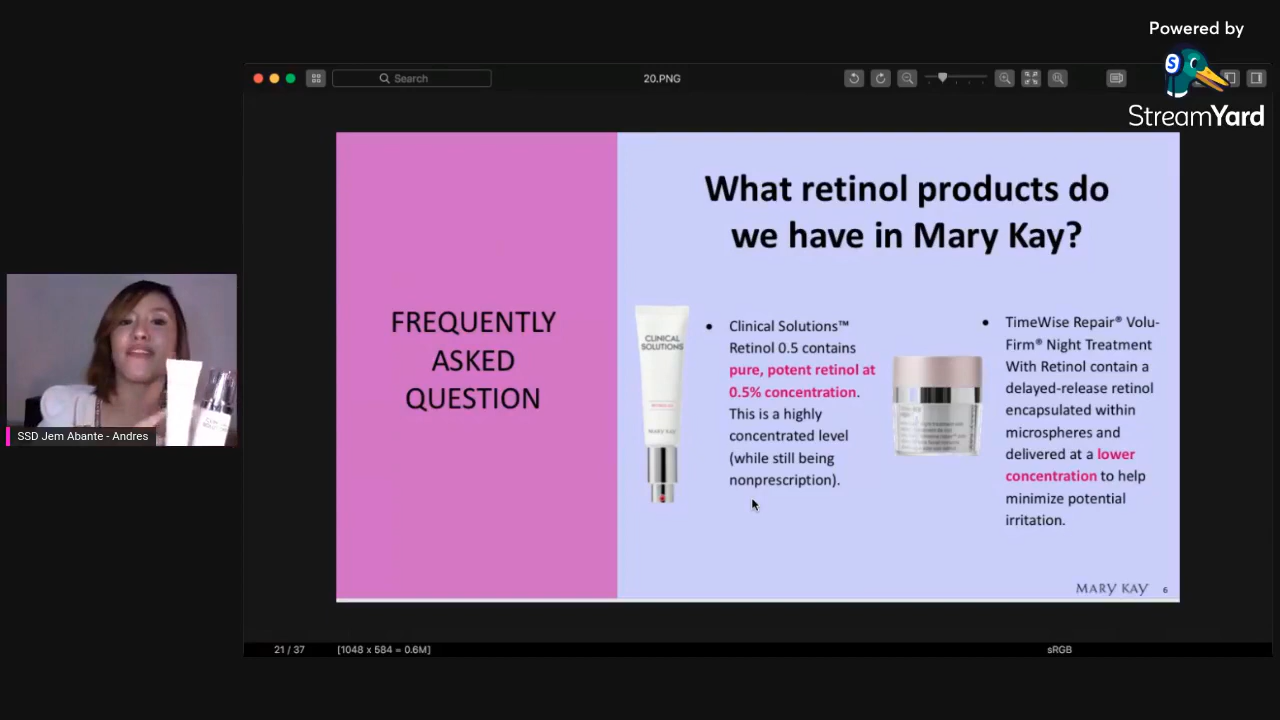 Powered by
StreamYard
Search
20.PNG
What retinol products do
we have in Mary Kay?
FREQUENTLY
ASKED
QUESTION
CLINICAL
SOLUTIONS
MARY KAY
• Clinical Solutions™
Retinol 0.5 contains
pure, potent retinol at
0.5% concentration.
This is a highly
concentrated level
(while still being
nonprescription).
• TimeWise Repair® Volu-
Firm® Night Treatment
With Retinol contain a
delayed-release retinol
encapsulated within
microspheres and
delivered at a lower
concentration to help
minimize potential
irritation.
MARY KAY 6
SSD Jem Abante - Andres
21 / 37 [1048 x 584 = 0.6M] sRGB